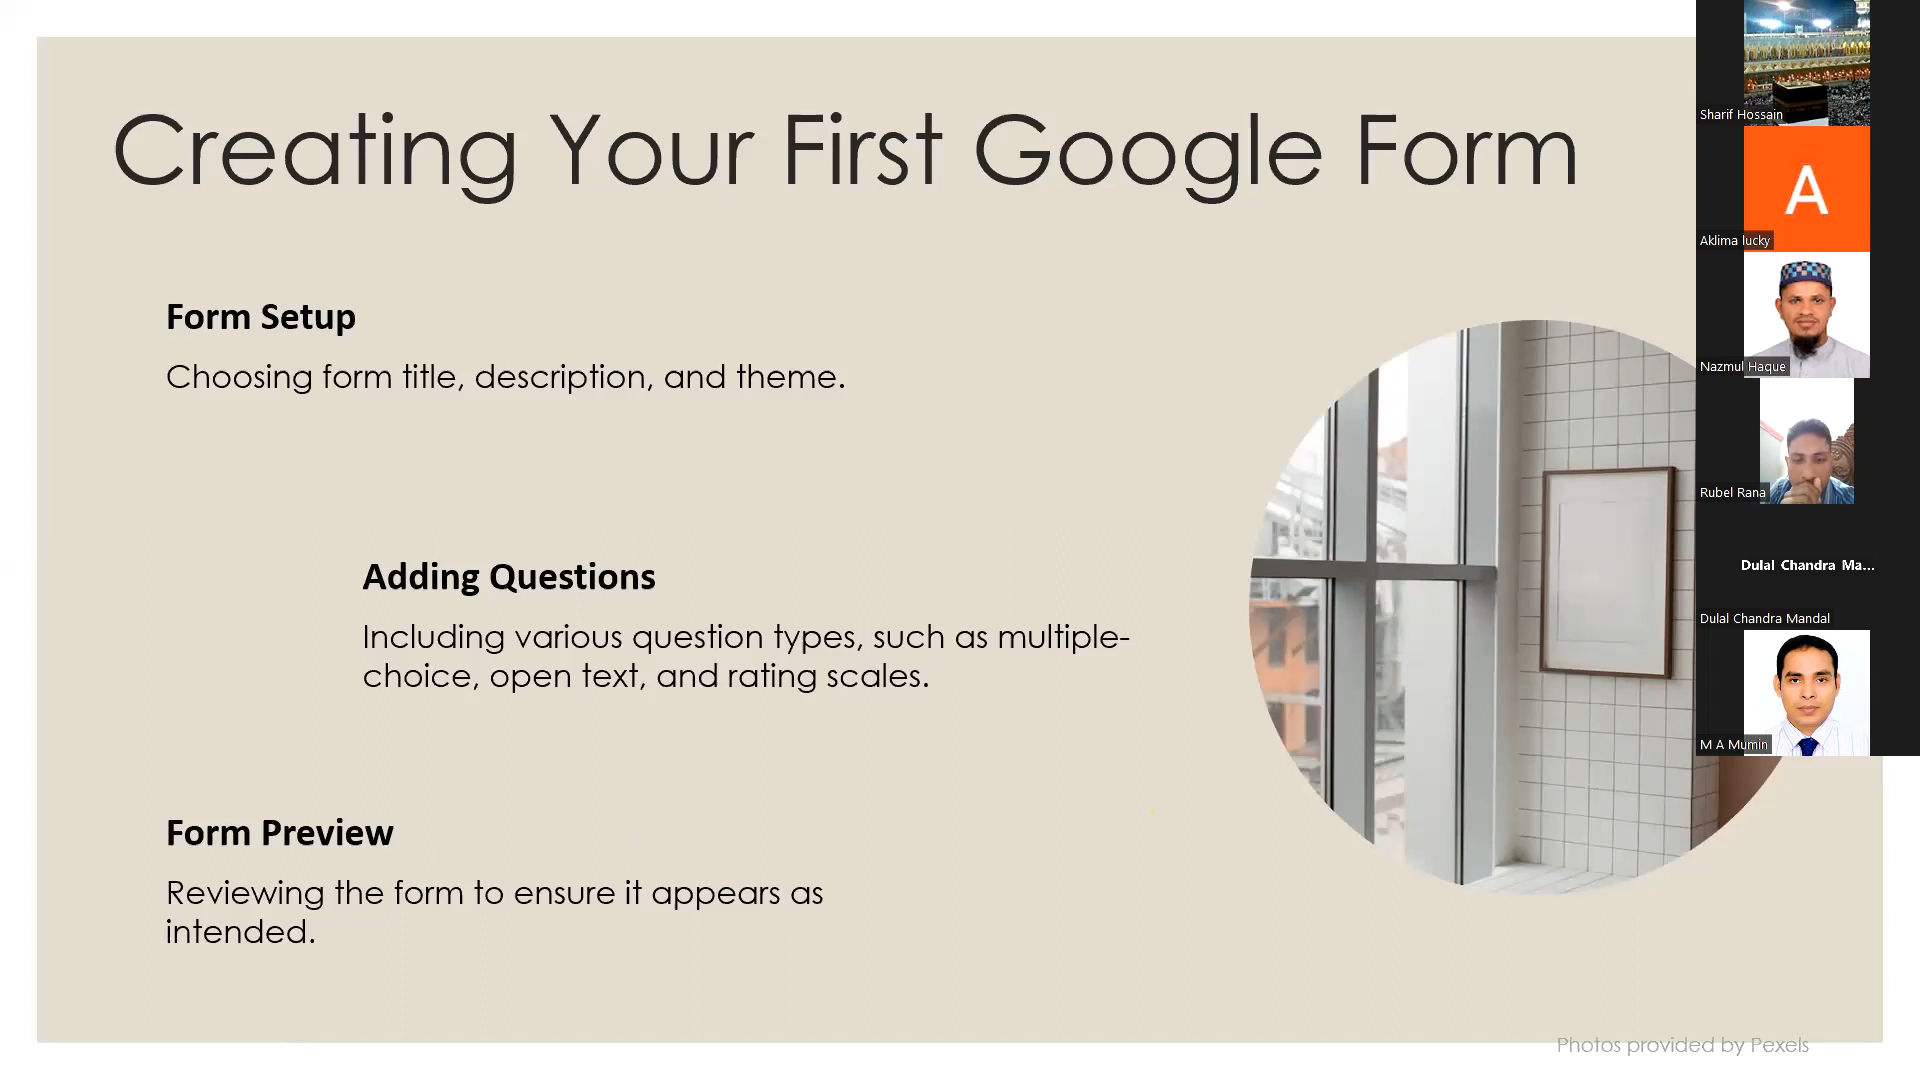 Creating Your First Google Form
Form Setup
Choosing form title, description, and theme.
Adding Questions
Including various question types, such as multiple-
choice, open text, and rating scales.
Form Preview
Reviewing the form to ensure it appears as
intended.
Photos provided by Pexels
Sharif Hossain
A
Aklima lucky
Nazmul Haque
Rubel Rana
Dulal Chandra Ma...
Dulal Chandra Mandal
M A Mumin